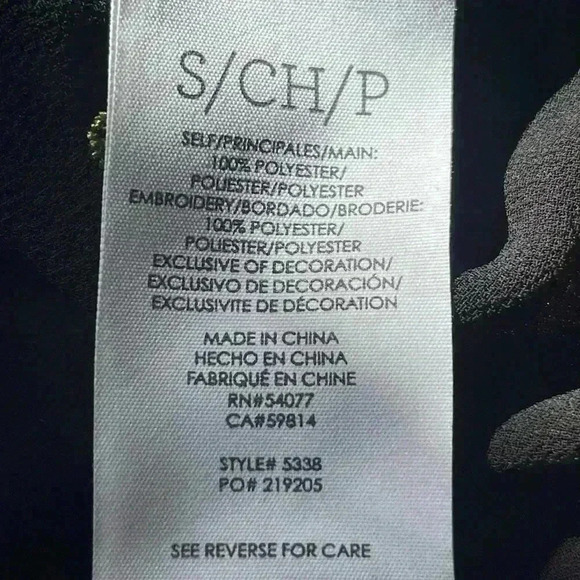 S/CH/P
SELF/PRINCIPALES/MAIN:
100% POLYESTER/
POLIESTER/POLYESTER
EMBROIDERY/BORDADO/BRODERIE:
100% POLYESTER/
POLIESTER/POLYESTER
EXCLUSIVE OF DECORATION/
EXCLUSIVO DE DECORACIÓN/
EXCLUSIVITE DE DÉCORATION
MADE IN CHINA
HECHO EN CHINA
FABRIQUÉ EN CHINE
RN#54077
CA#59814
STYLE# 5338
PO# 219205
SEE REVERSE FOR CARE